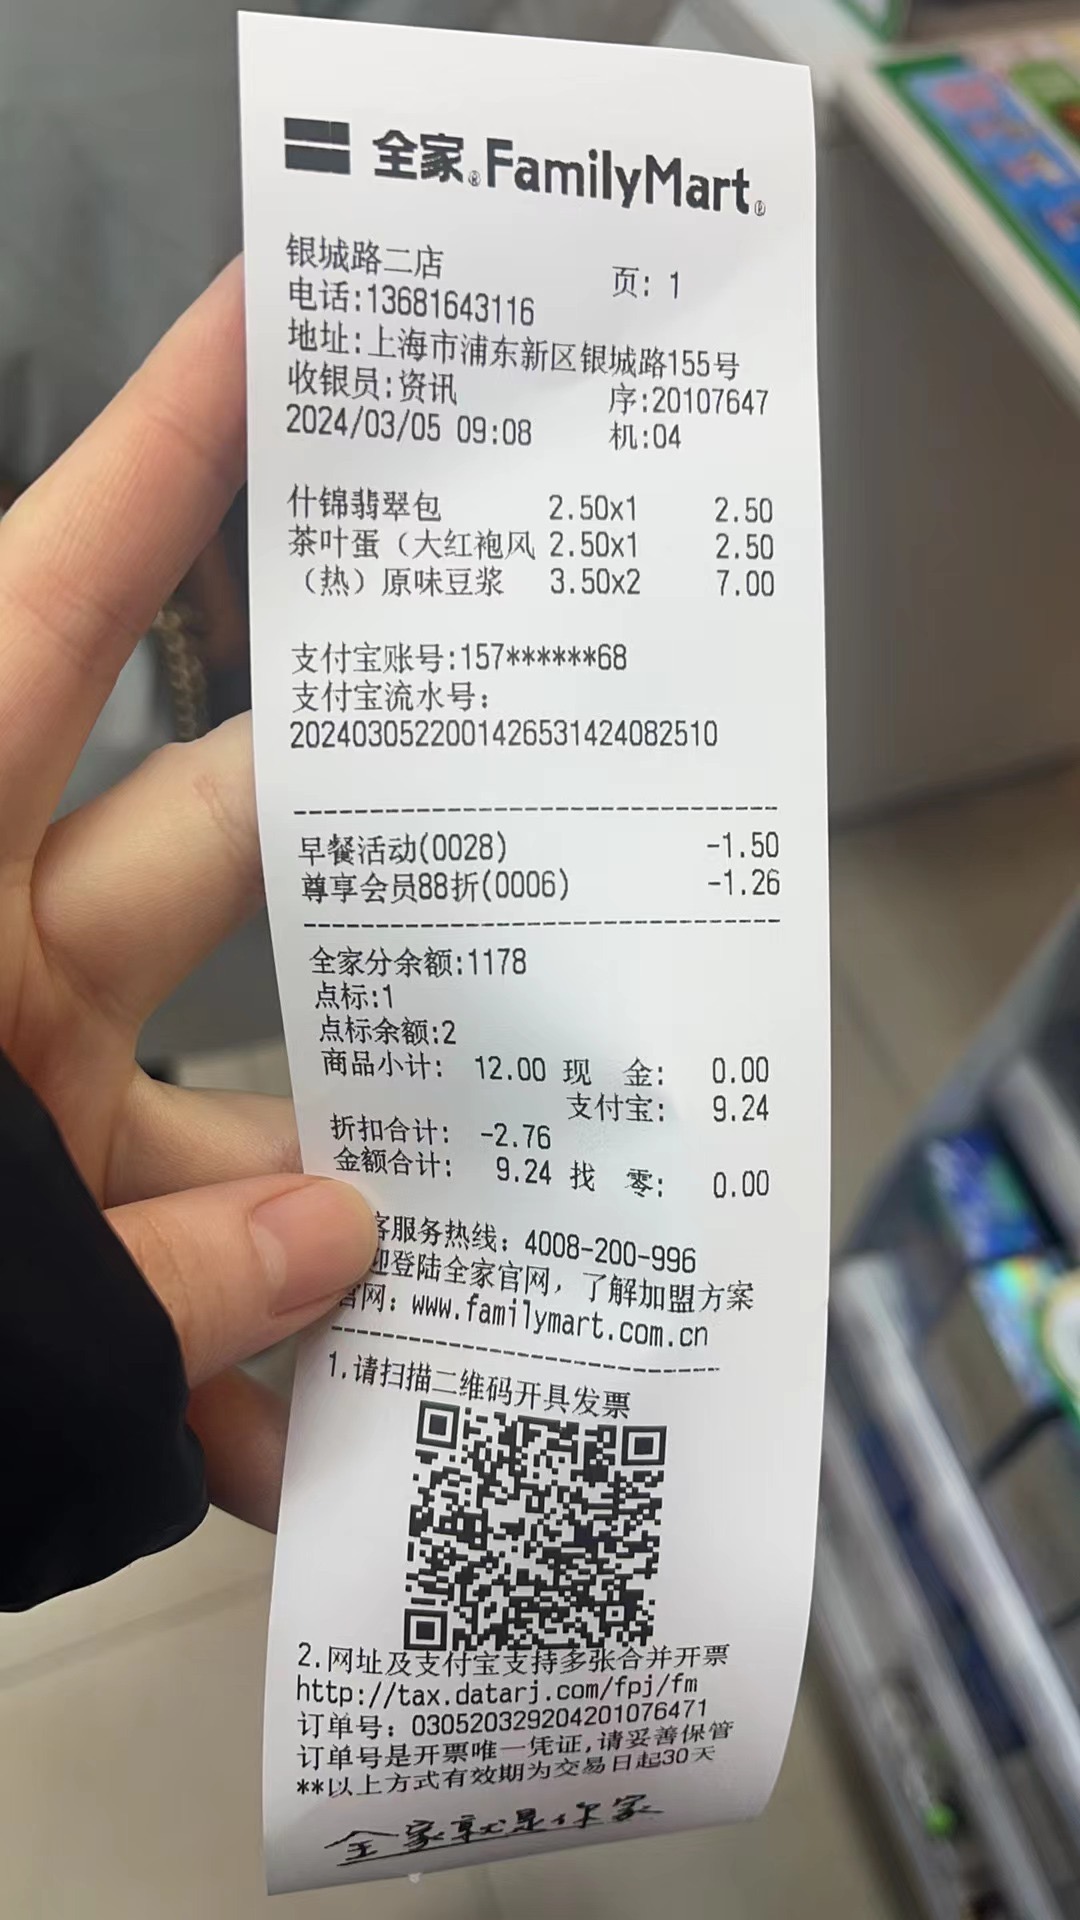 全家®FamilyMart®
银城路二店 页: 1
电话:13681643116
地址:上海市浦东新区银城路155号
收银员:资讯 序:20107647
2024/03/05 09:08 机:04
什锦翡翠包 2.50x1 2.50
茶叶蛋（大红袍风 2.50x1 2.50
（热）原味豆浆 3.50x2 7.00
支付宝账号:157******68
支付宝流水号:
2024030522001426531424082510
早餐活动(0028) -1.50
尊享会员88折(0006) -1.26
全家分余额:1178
点标:1
点标余额:2
商品小计: 12.00 现 金: 0.00
支付宝: 9.24
折扣合计: -2.76
金额合计: 9.24 找 零: 0.00
客服务热线: 4008-200-996
迎登陆全家官网，了解加盟方案
官网: www.familymart.com.cn
1.请扫描二维码开具发票
2.网址及支付宝支持多张合并开票
http://tax.datarj.com/fpj/fm
订单号: 030520329204201076471
订单号是开票唯一凭证,请妥善保管
**以上方式有效期为交易日起30天
全家就是你家